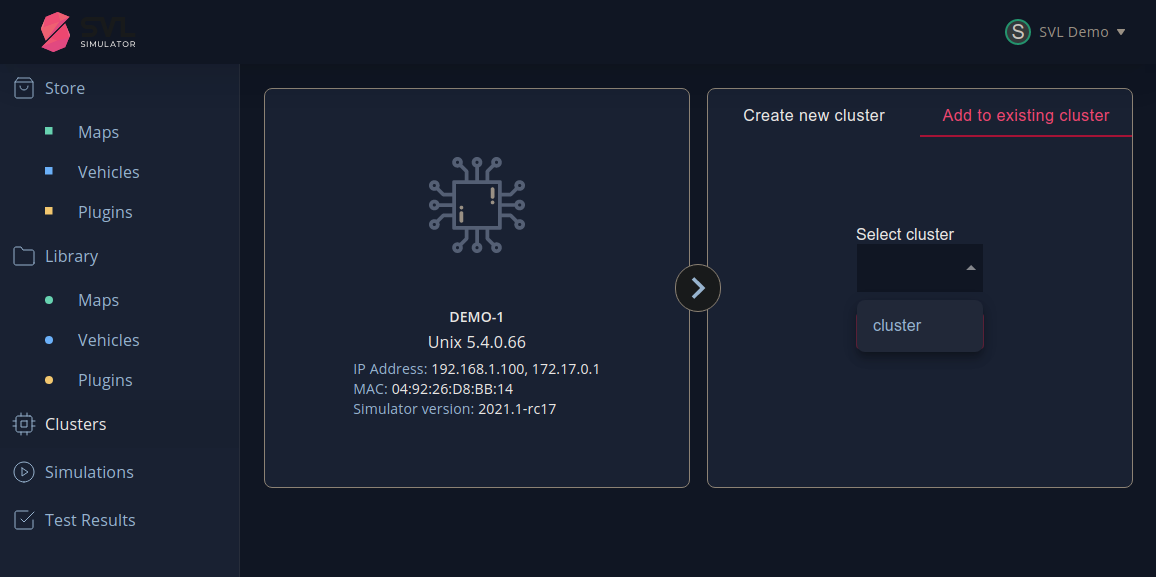 SVL
SIMULATOR
S
SVL Demo
Store
Maps
Vehicles
Plugins
Library
Maps
Vehicles
Plugins
Clusters
Simulations
Test Results
DEMO-1
Unix 5.4.0.66
IP Address: 192.168.1.100, 172.17.0.1
MAC: 04:92:26:D8:BB:14
Simulator version: 2021.1-rc17
Create new cluster
Add to existing cluster
Select cluster
cluster